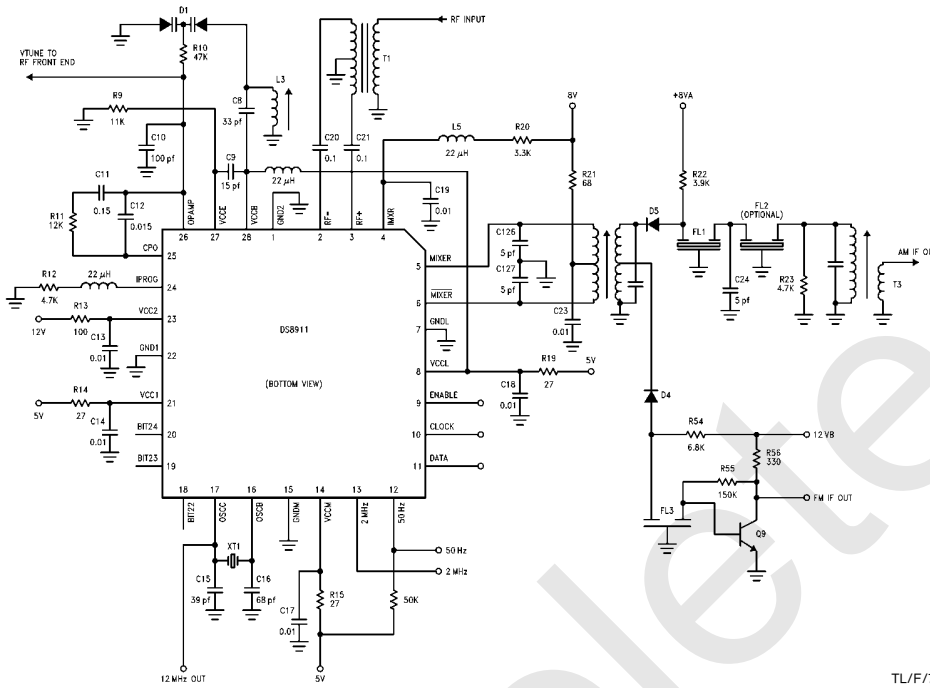 D1
RF INPUT
VTUNE TO
RF FRONT END
R10
47K
T1
L3
R9
11K
C8
33 pf
8V
+8VA
L5
22 µH
R20
3.3K
C10
100 pf
C20
0.1
C21
0.1
C9
15 pf
22 µH
R21
68
R22
3.9K
FL2
(OPTIONAL)
C11
0.15
C12
0.015
R11
12K
C19
0.01
D5
FL1
OPAMP
VCCE
VCCB
GND2
RF-
RF+
IMXR
26
27
28
1
2
3
4
CPO
25
5
MIXER
C126
5 pf
C127
5 pf
C24
5 pf
R23
4.7K
AM IF O
T3
R12
4.7K
22 µH
IPROG
24
6
MIXER
12V
R13
100
VCC2
23
C13
0.01
DS8911
7
GNDL
C23
0.01
GND1
22
(BOTTOM VIEW)
8
VCCL
R19
27
5V
C18
0.01
5V
R14
27
VCC1
21
9
ENABLE
D4
C14
0.01
BIT24
20
10
CLOCK
R54
6.8K
12 VB
BIT23
19
11
DATA
R56
330
R55
150K
FM IF OUT
18
17
16
15
14
13
12
BIT22
OSCC
OSCB
GNDM
VCCM
2 MHz
50 Hz
FL3
Q9
XT1
50 Hz
2 MHz
C15
39 pf
C16
68 pf
C17
0.01
R15
27
50K
12 MHz OUT
5V
TL/F/
plete